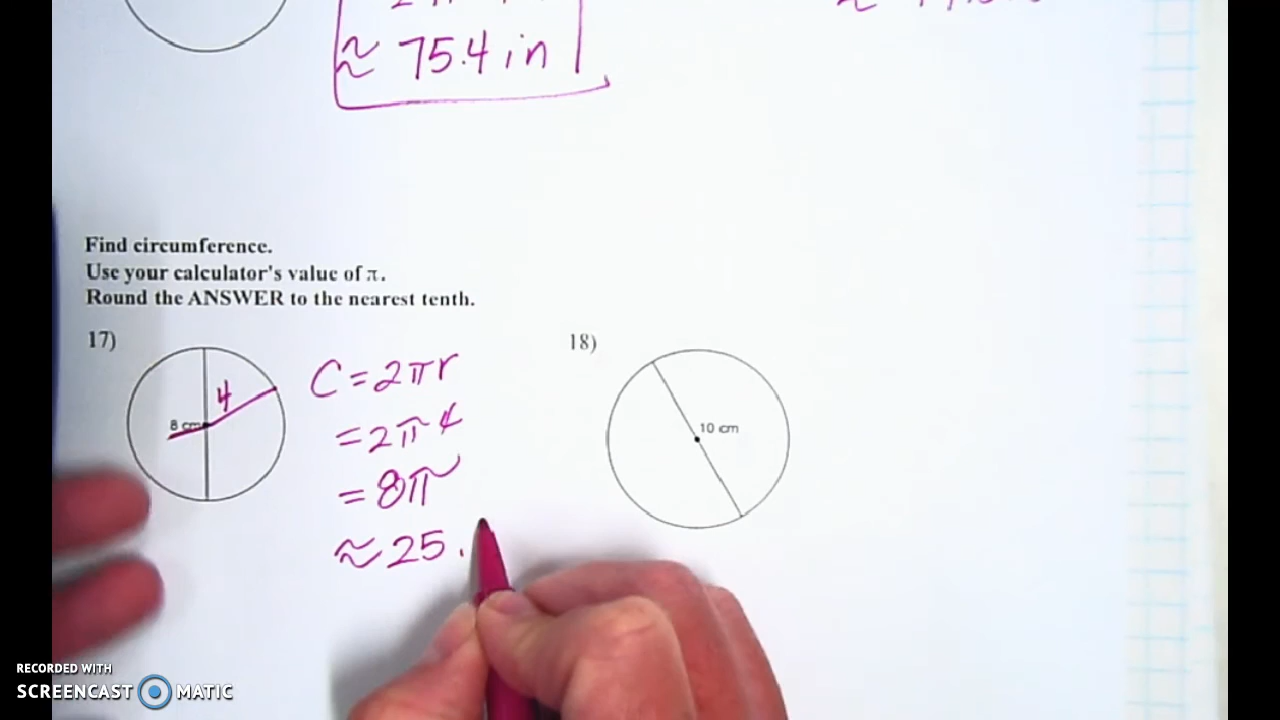 ≈ 75.4 in
Find circumference.
Use your calculator's value of π.
Round the ANSWER to the nearest tenth.
17)
8 cm
4
C = 2πr
= 2π4
= 8π
≈ 25.
18)
10 cm
RECORDED WITH
SCREENCAST MATIC